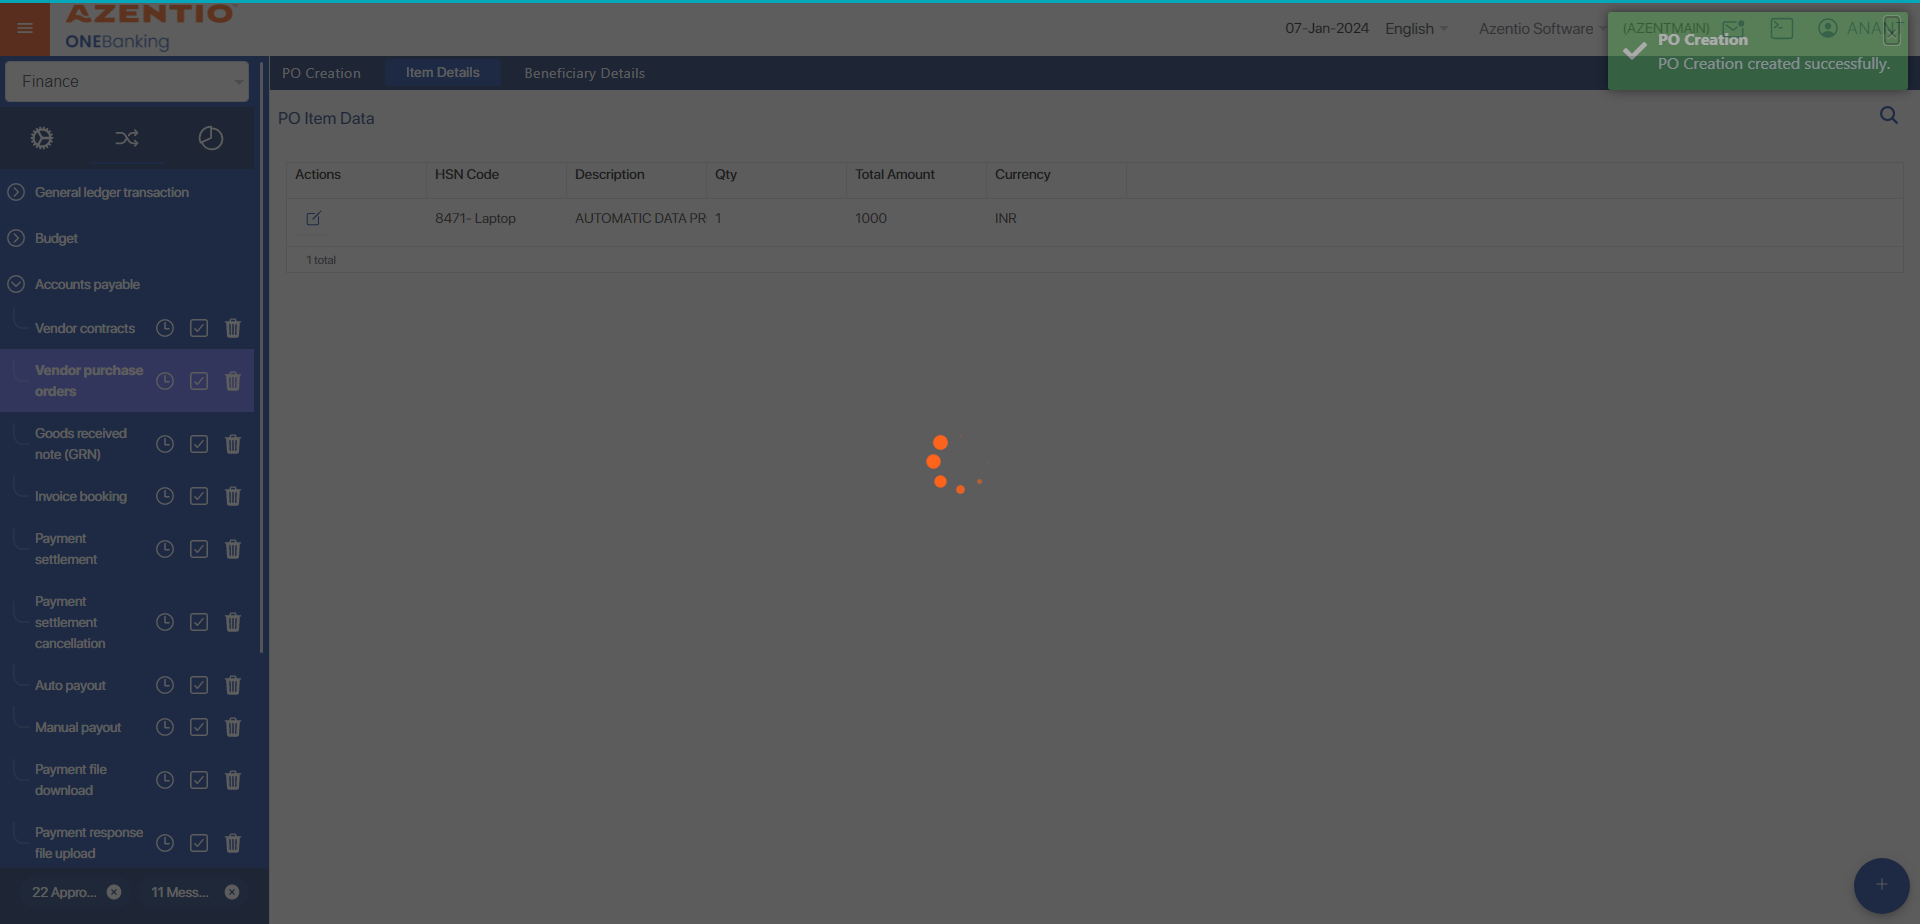 AZENTIO
ONEBanking
07-Jan-2024
English
Azentio Software
(AZENTMAIN)
PO Creation
PO Creation created successfully.
Finance
PO Creation
Item Details
Beneficiary Details
PO Item Data
Actions
HSN Code
Description
Qty
Total Amount
Currency
8471- Laptop
AUTOMATIC DATA PR
1
1000
INR
1 total
General ledger transaction
Budget
Accounts payable
Vendor contracts
Vendor purchase
orders
Goods received
note (GRN)
Invoice booking
Payment
settlement
Payment
settlement
cancellation
Auto payout
Manual payout
Payment file
download
Payment response
file upload
22 Appro...
11 Mess...